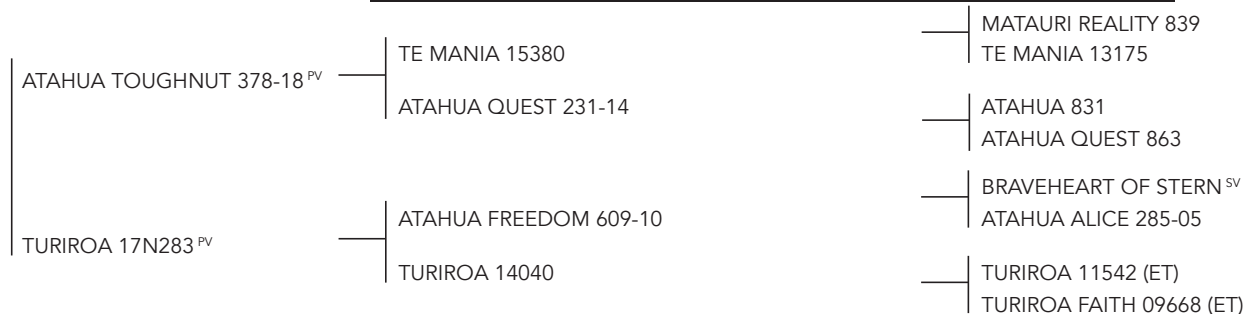 MATAURI REALITY 839
TE MANIA 15380
TE MANIA 13175
ATAHUA TOUGHNUT 378-18 PV
ATAHUA QUEST 231-14
ATAHUA 831
ATAHUA QUEST 863
BRAVEHEART OF STERN SV
ATAHUA FREEDOM 609-10
ATAHUA ALICE 285-05
TURIROA 17N283 PV
TURIROA 14040
TURIROA 11542 (ET)
TURIROA FAITH 09668 (ET)